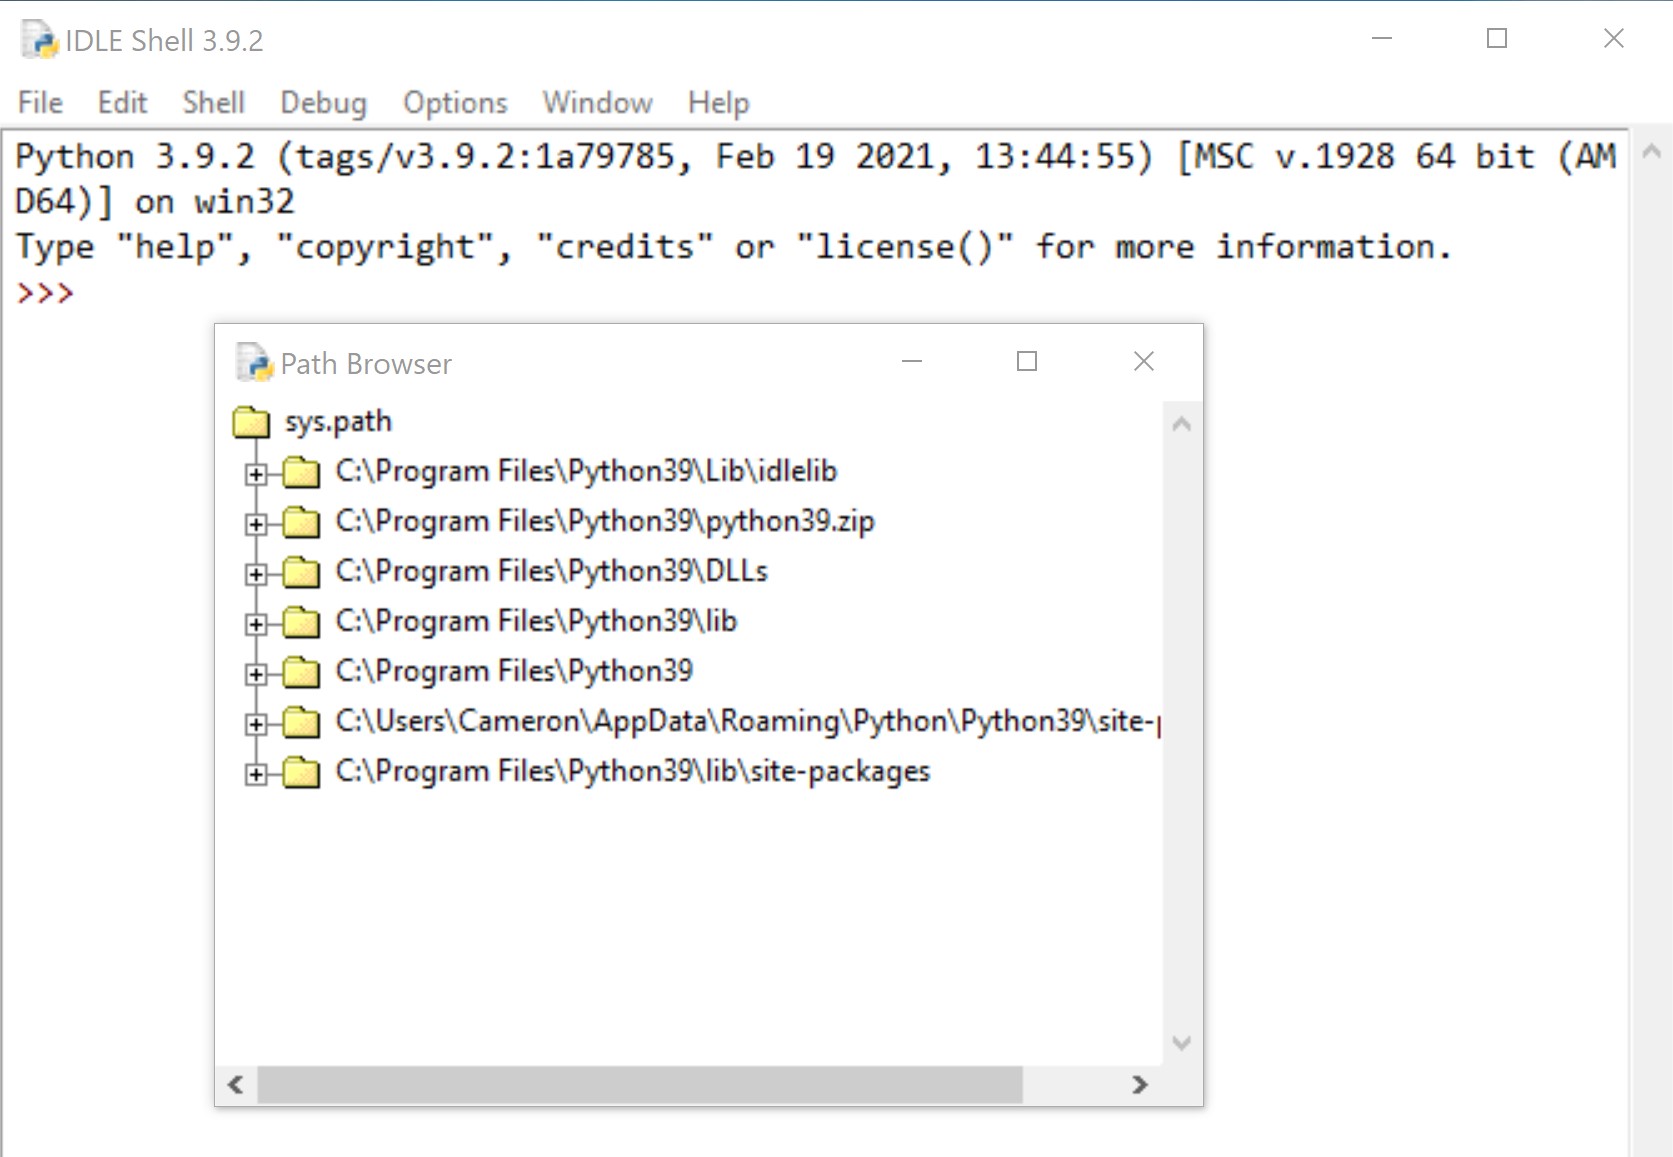 IDLE Shell 3.9.2
File Edit Shell Debug Options Window Help
Python 3.9.2 (tags/v3.9.2:1a79785, Feb 19 2021, 13:44:55) [MSC v.1928 64 bit (AM
D64)] on win32
Type "help", "copyright", "credits" or "license()" for more information.
>>>
Path Browser
sys.path
C:\Program Files\Python39\Lib\idlelib
C:\Program Files\Python39\python39.zip
C:\Program Files\Python39\DLLs
C:\Program Files\Python39\lib
C:\Program Files\Python39
C:\Users\Cameron\AppData\Roaming\Python\Python39\site-
C:\Program Files\Python39\lib\site-packages